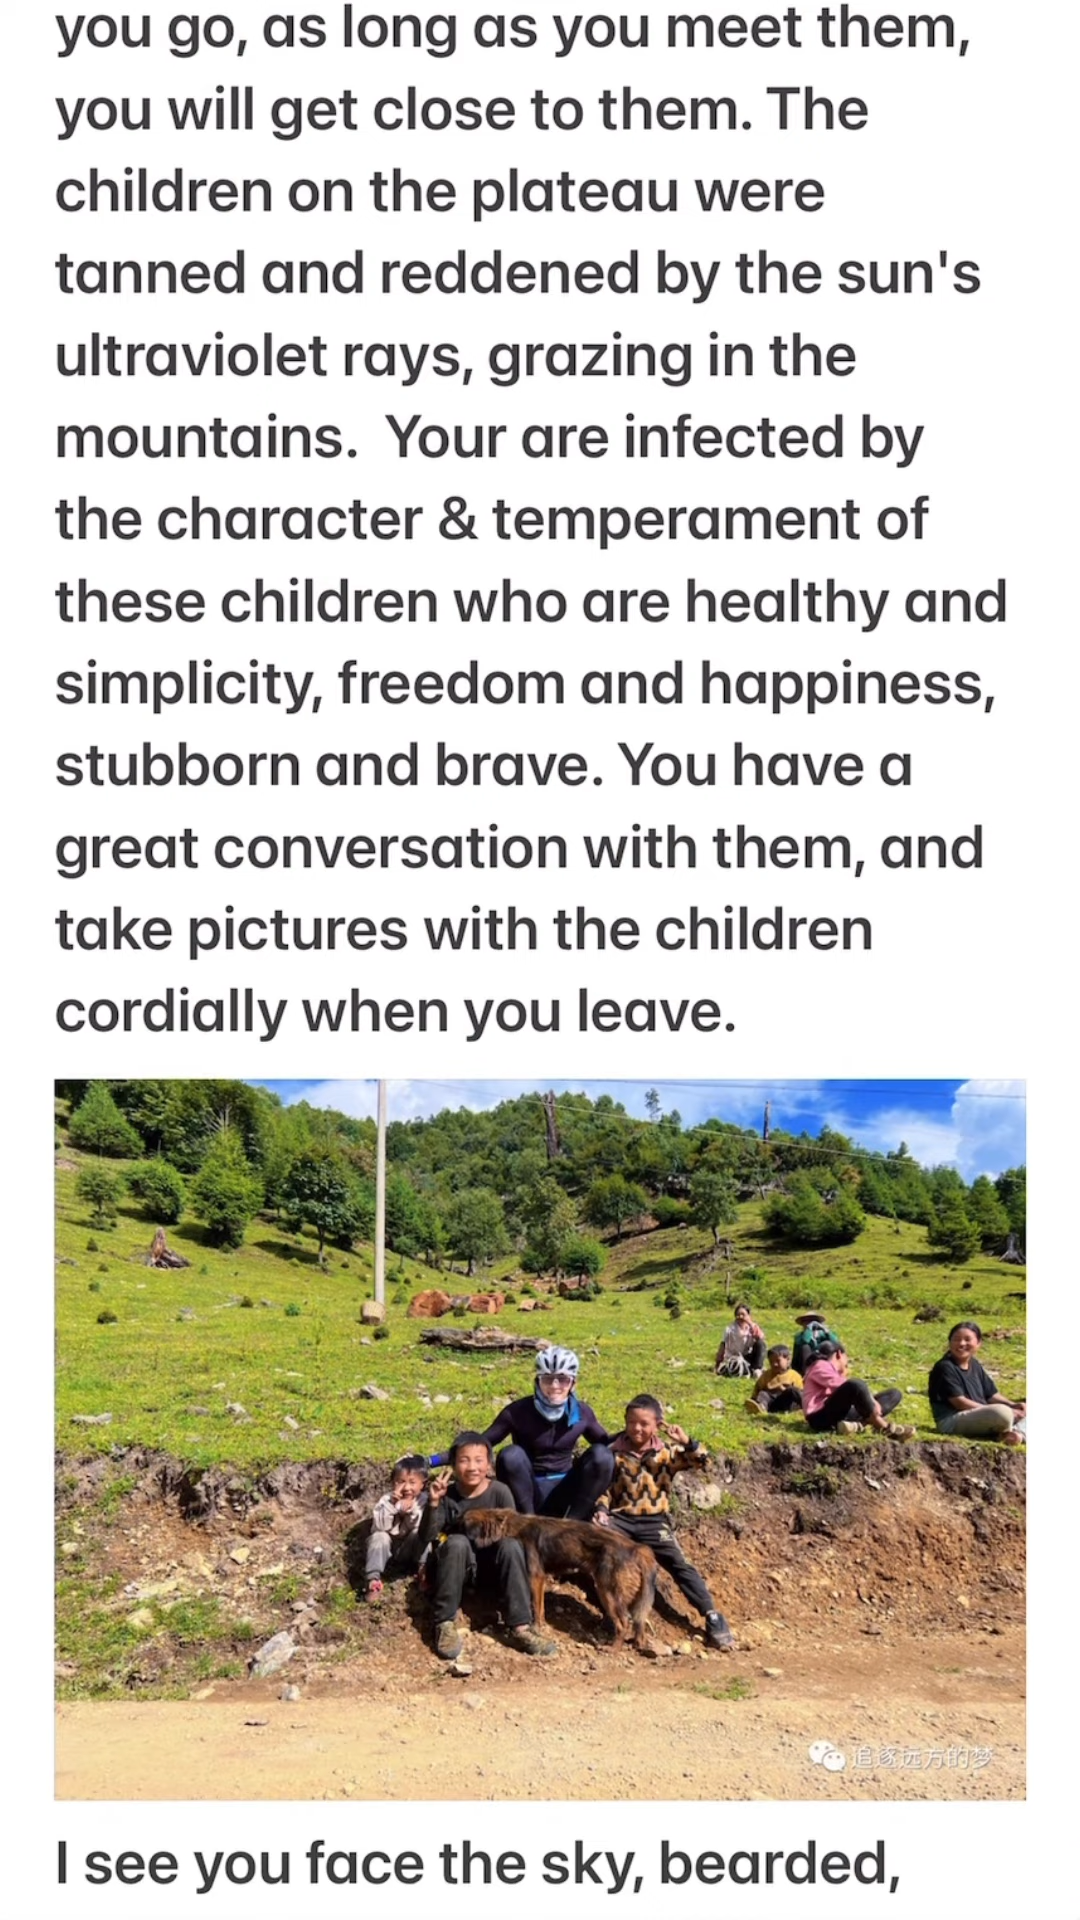 you go, as long as you meet them,
you will get close to them. The
children on the plateau were
tanned and reddened by the sun's
ultraviolet rays, grazing in the
mountains.  Your are infected by
the character & temperament of
these children who are healthy and
simplicity, freedom and happiness,
stubborn and brave. You have a
great conversation with them, and
take pictures with the children
cordially when you leave.
追逐远方的梦
I see you face the sky, bearded,